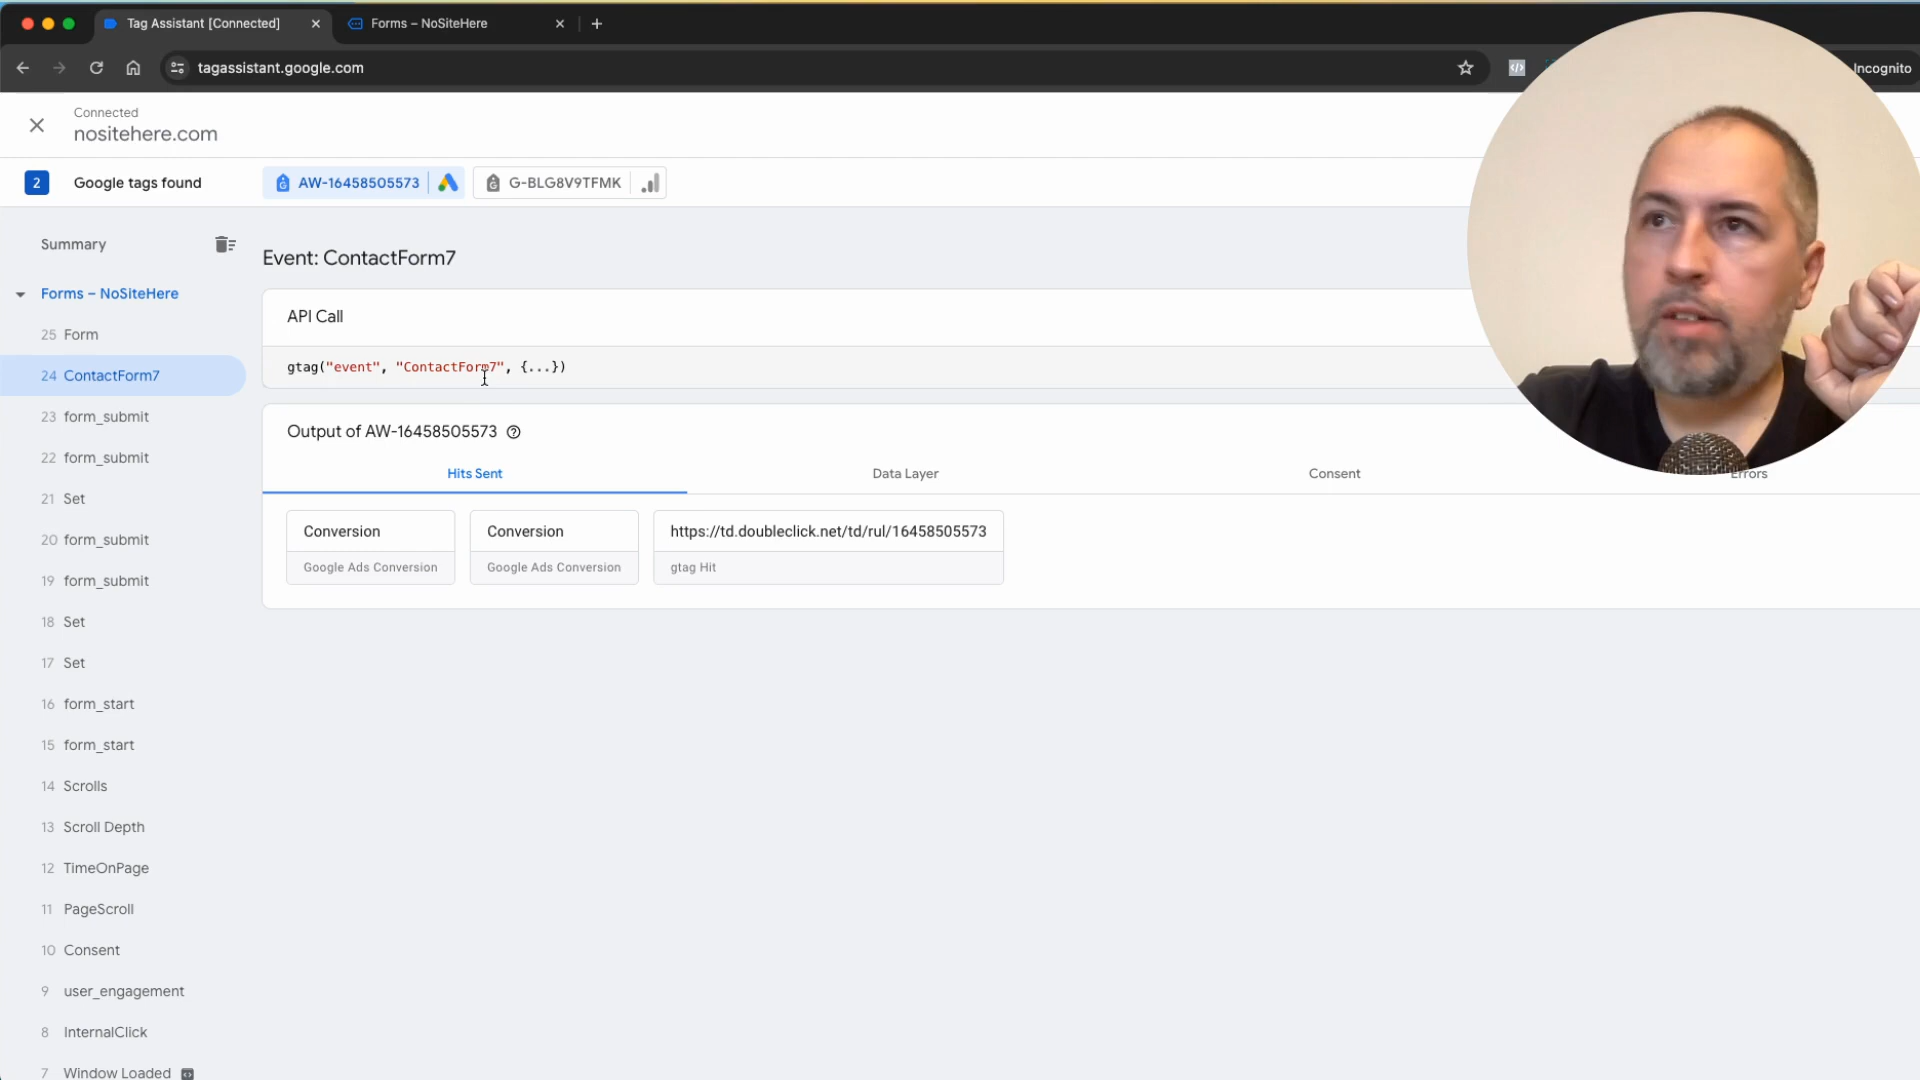 Tag Assistant [Connected]
Forms – NoSiteHere
tagassistant.google.com
Incognito
Connected
nositehere.com
2 Google tags found
AW-16458505573
G-BLG8V9TFMK
Summary
Forms – NoSiteHere
25 Form
24 ContactForm7
23 form_submit
22 form_submit
21 Set
20 form_submit
19 form_submit
18 Set
17 Set
16 form_start
15 form_start
14 Scrolls
13 Scroll Depth
12 TimeOnPage
11 PageScroll
10 Consent
9 user_engagement
8 InternalClick
7 Window Loaded
Event: ContactForm7
API Call
gtag("event", "ContactForm7", {...})
Output of AW-16458505573
Hits Sent
Data Layer
Consent
Errors
Conversion
Google Ads Conversion
Conversion
Google Ads Conversion
https://td.doubleclick.net/td/rul/16458505573
gtag Hit